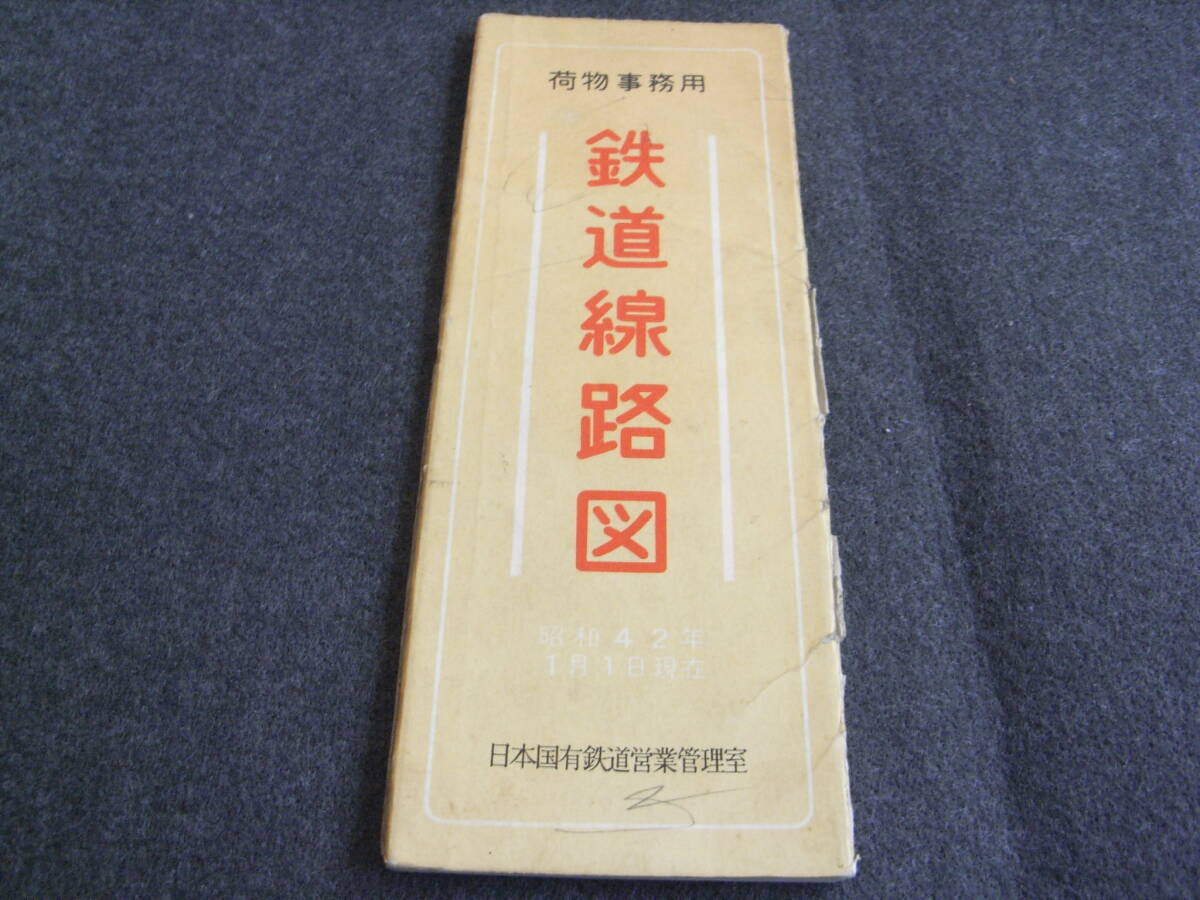 荷物事務用
鉄道線路図
昭和42年
1月1日現在
日本国有鉄道営業管理室